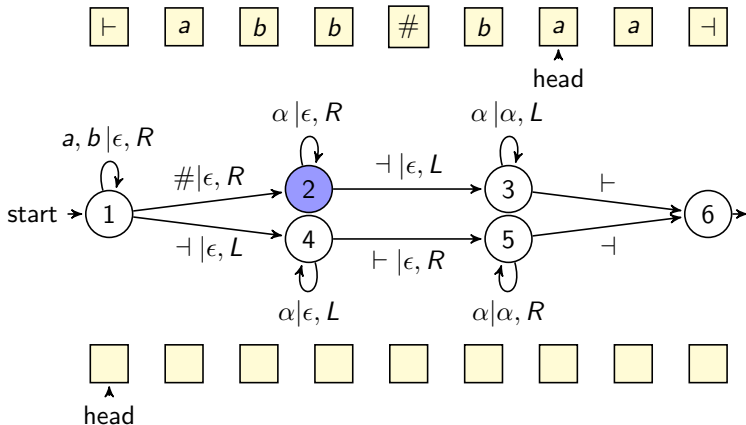 ⊢ a b b # b a a ⊣
head
a, b | ϵ, R
α | ϵ, R
α | α, L
# | ϵ, R
⊣ | ϵ, L
⊢
start 1 2 3 6
4 5
⊣ | ϵ, L
⊢ | ϵ, R
⊣
α | ϵ, L
α | α, R
head